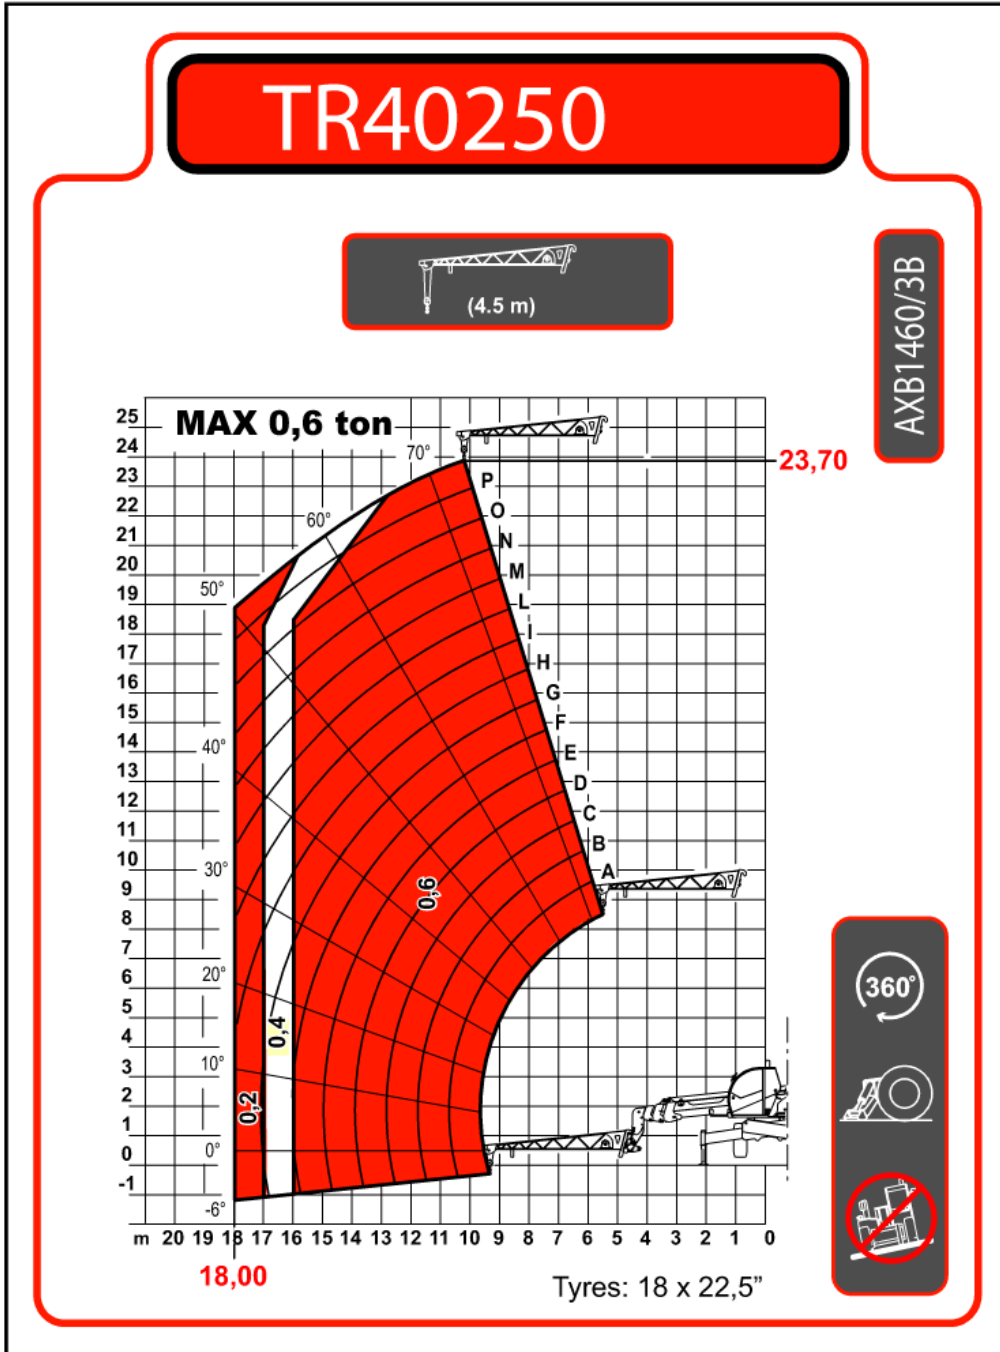 TR40250
(4.5 m)
AXB1460/3B
MAX 0,6 ton
25
24
23
22
21
20
19
18
17
16
15
14
13
12
11
10
9
8
7
6
5
4
3
2
1
0
-1
70°
60°
50°
40°
30°
20°
10°
0°
-6°
P
O
N
M
L
I
H
G
F
E
D
C
B
A
23,70
0,6
0,4
0,2
360°
m 20 19 18 17 16 15 14 13 12 11 10 9 8 7 6 5 4 3 2 1 0
18,00
Tyres: 18 x 22,5”